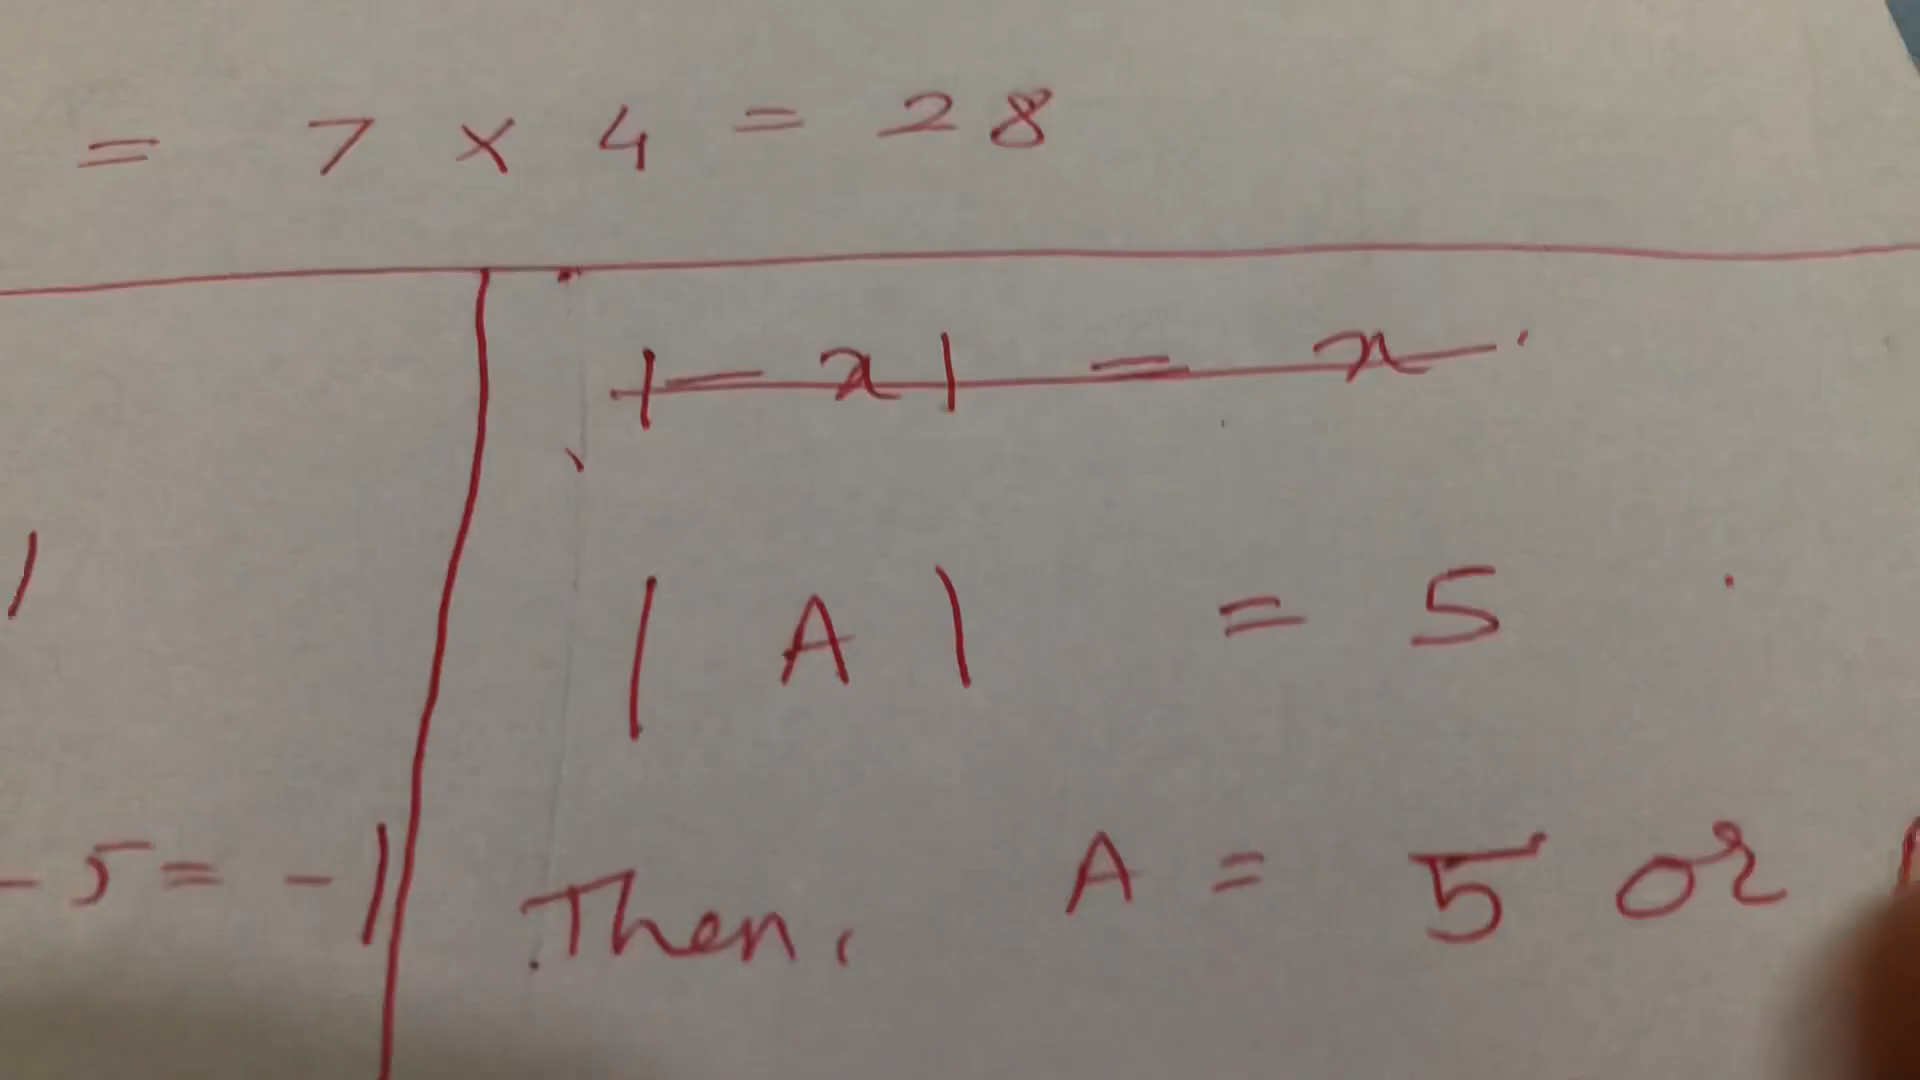 = 7 × 4 = 28
|- x| = x
| A | = 5
- 5 = -1
Then, A = 5 or